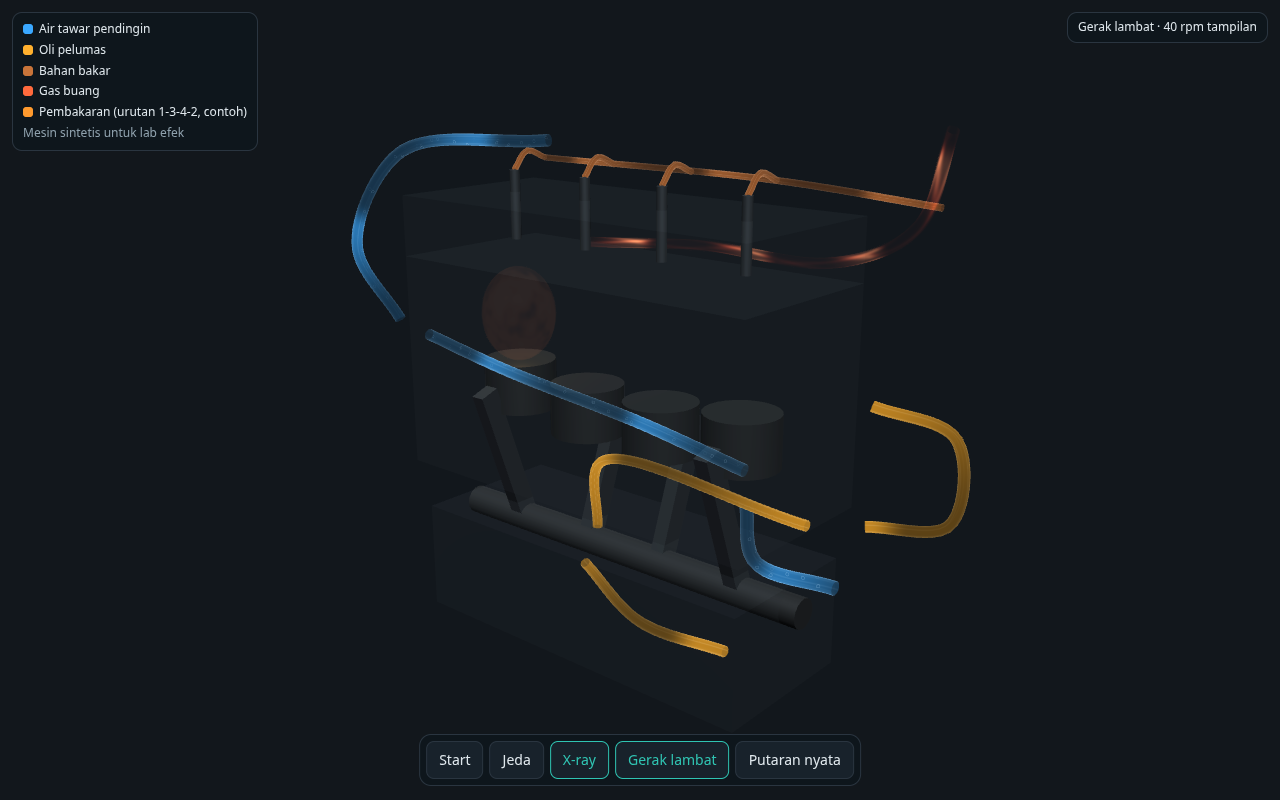 Air tawar pendingin
Oli pelumas
Bahan bakar
Gas buang
Pembakaran (urutan 1-3-4-2, contoh)
Mesin sintetis untuk lab efek
Gerak lambat · 40 rpm tampilan
Start
Jeda
X-ray
Gerak lambat
Putaran nyata